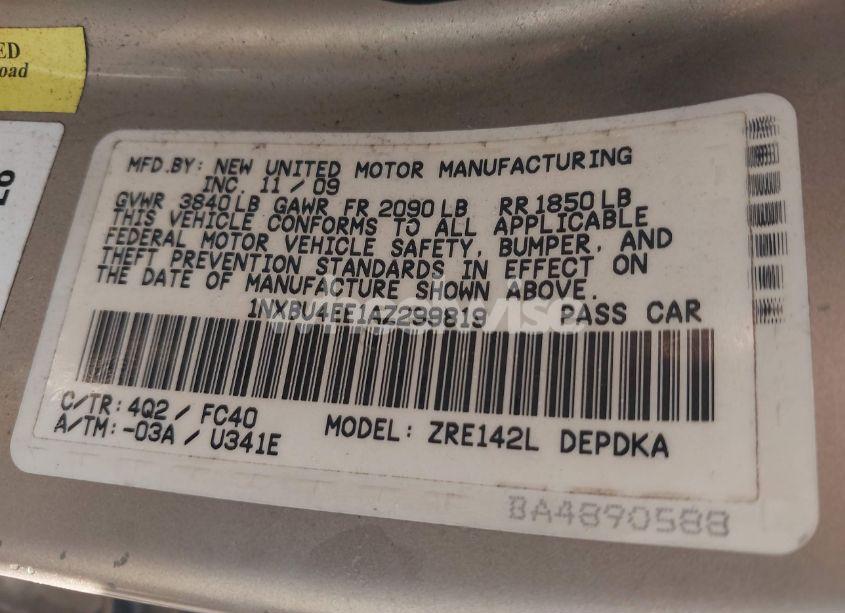 ED
oad
MFD.BY: NEW UNITED MOTOR MANUFACTURING
INC. 11 / 09
GVWR 3840 LB GAWR FR 2090 LB RR 1850 LB
THIS VEHICLE CONFORMS TO ALL APPLICABLE
FEDERAL MOTOR VEHICLE SAFETY, BUMPER, AND
THEFT PREVENTION STANDARDS IN EFFECT ON
THE DATE OF MANUFACTURE SHOWN ABOVE.
1NXBU4EE1AZ299819 PASS CAR
C/TR: 4Q2 / FC40
A/TM: -03A / U341E
MODEL: ZRE142L DEPDKA
BA4890588